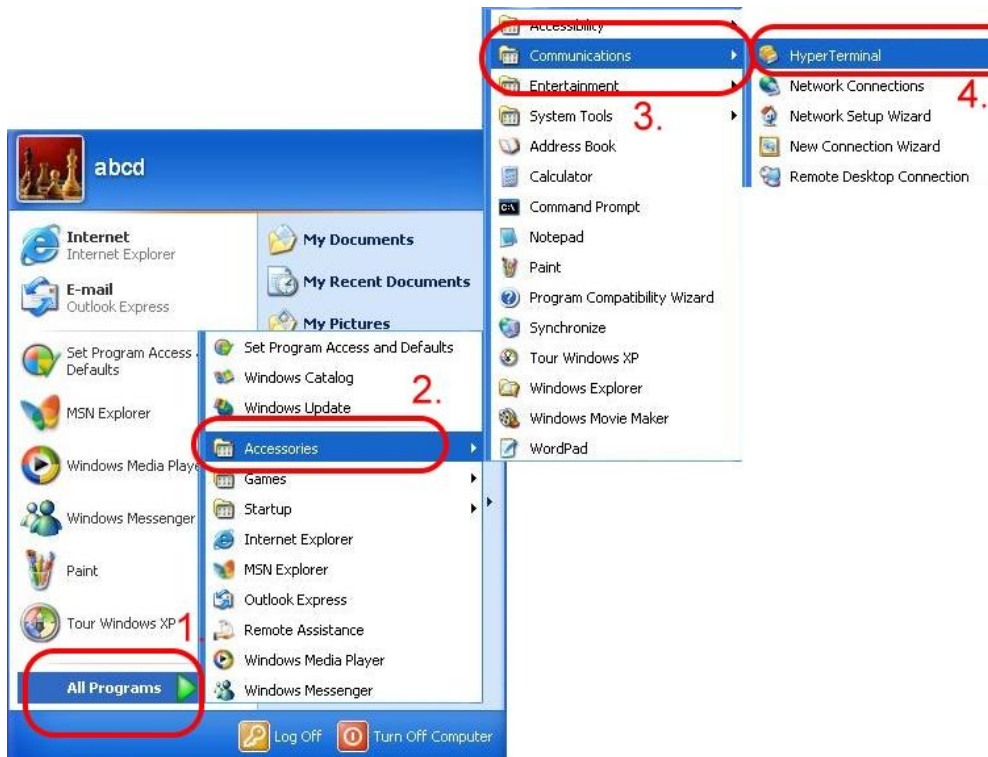 abcd
Internet
Internet Explorer
E-mail
Outlook Express
Set Program Access
Defaults
MSN Explorer
Windows Media Playe
Windows Messenger
Paint
Tour Windows XP
1.
All Programs
My Documents
My Recent Documents
My Pictures
Set Program Access and Defaults
Windows Catalog
Windows Update
2.
Accessories
Games
Startup
Internet Explorer
MSN Explorer
Outlook Express
Remote Assistance
Windows Media Player
Windows Messenger
Log Off
Turn Off Computer
Accessibility
Communications
Entertainment
System Tools
3.
Address Book
Calculator
C:\
Command Prompt
Notepad
Paint
Program Compatibility Wizard
Synchronize
Tour Windows XP
Windows Explorer
Windows Movie Maker
WordPad
HyperTerminal
Network Connections
4.
Network Setup Wizard
New Connection Wizard
Remote Desktop Connection